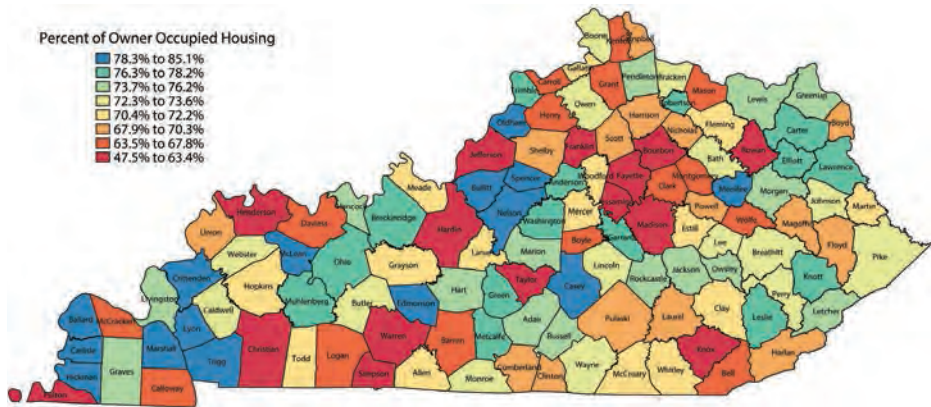 Percent of Owner Occupied Housing
78.3% to 85.1%
76.3% to 78.2%
73.7% to 76.2%
72.3% to 73.6%
70.4% to 72.2%
67.9% to 70.3%
63.5% to 67.8%
47.5% to 63.4%
Boone
Campbell
Carroll
Grant
Pendleton
Bracken
Mason
Trimble
Owen
Robertson
Lewis
Greenup
Oldham
Henry
Harrison
Fleming
Carter
Boyd
Jefferson
Shelby
Franklin
Scott
Nicholas
Bourbon
Rowan
Elliott
Lawrence
Bath
Meade
Bullitt
Spencer
Anderson
Woodford
Fayette
Clark
Montgomery
Menifee
Morgen
Johnson
Martin
Hancock
Breckinridge
Nelson
Washington
Mercer
Madison
Powell
Wolfe
Magoffin
Floyd
Henderson
Daviess
Union
Hardin
Larue
Marion
Boyle
Garrard
Estill
Lee
Breathitt
Pike
Webster
McLean
Ohio
Grayson
Lincoln
Jackson
Owsley
Knott
Crittenden
Hopkins
Hart
Taylor
Casey
Rockcastle
Perry
Letcher
Livingston
Muhlenberg
Butler
Edmonson
Green
Adair
Pulaski
Laurel
Clay
Leslie
Caldwell
Ballard
McCracken
Lyon
Warren
Barren
Metcalfe
Russell
Knox
Harlan
Carlisle
Marshall
Trigg
Christian
Todd
Logan
Simpson
Allen
Monroe
Cumberland
Clinton
Wayne
McCreary
Whitley
Bell
Hickman
Graves
Calloway
Fulton